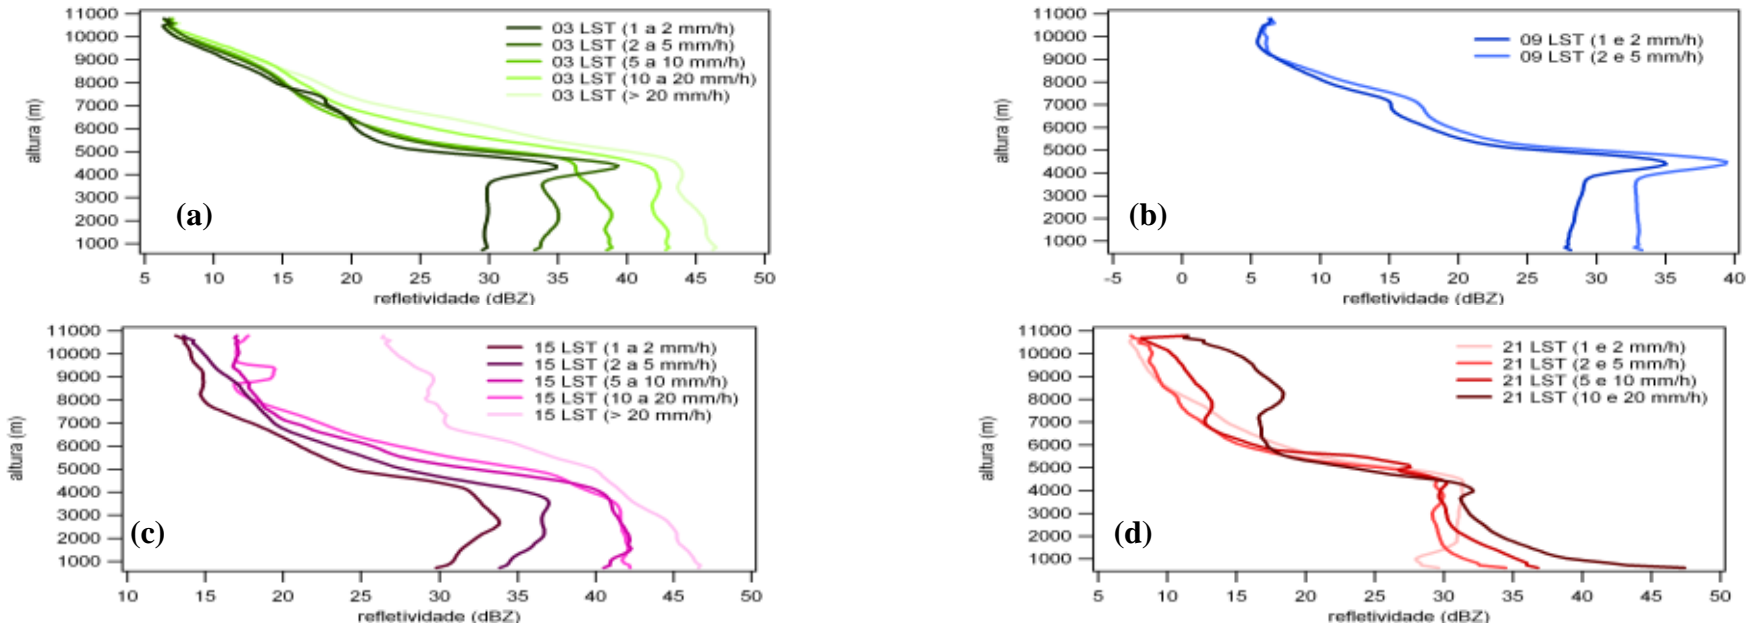 11000
10000
9000
8000
7000
6000
5000
4000
3000
2000
1000
altura (m)
03 LST (1 a 2 mm/h)
03 LST (2 a 5 mm/h)
03 LST (5 a 10 mm/h)
03 LST (10 a 20 mm/h)
03 LST (> 20 mm/h)
(a)
5 10 15 20 25 30 35 40 45 50
refletividade (dBZ)
11000
10000
9000
8000
7000
6000
5000
4000
3000
2000
1000
altura (m)
09 LST (1 e 2 mm/h)
09 LST (2 e 5 mm/h)
(b)
-5 0 5 10 15 20 25 30 35 40
refletividade (dBZ)
11000
10000
9000
8000
7000
6000
5000
4000
3000
2000
1000
altura (m)
15 LST (1 a 2 mm/h)
15 LST (2 a 5 mm/h)
15 LST (5 a 10 mm/h)
15 LST (10 a 20 mm/h)
15 LST (> 20 mm/h)
(c)
10 15 20 25 30 35 40 45 50
refletividade (dBZ)
11000
10000
9000
8000
7000
6000
5000
4000
3000
2000
1000
altura (m)
21 LST (1 e 2 mm/h)
21 LST (2 e 5 mm/h)
21 LST (5 e 10 mm/h)
21 LST (10 e 20 mm/h)
(d)
5 10 15 20 25 30 35 40 45 50
refletividade (dBZ)